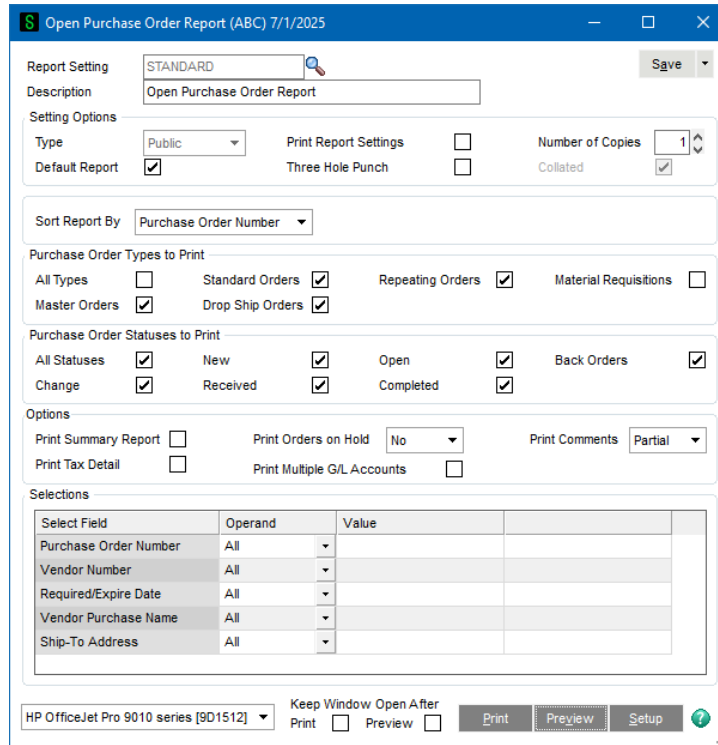 S Open Purchase Order Report (ABC) 7/1/2025
Report Setting STANDARD Save
Description Open Purchase Order Report
Setting Options
Type Public Print Report Settings Number of Copies 1
Default Report Three Hole Punch Collated
Sort Report By Purchase Order Number
Purchase Order Types to Print
All Types Standard Orders Repeating Orders Material Requisitions
Master Orders Drop Ship Orders
Purchase Order Statuses to Print
All Statuses New Open Back Orders
Change Received Completed
Options
Print Summary Report Print Orders on Hold No Print Comments Partial
Print Tax Detail Print Multiple G/L Accounts
Selections
Select Field Operand Value
Purchase Order Number All
Vendor Number All
Required/Expire Date All
Vendor Purchase Name All
Ship-To Address All
HP OfficeJet Pro 9010 series [9D1512] Keep Window Open After
Print Preview Print Preview Setup ?